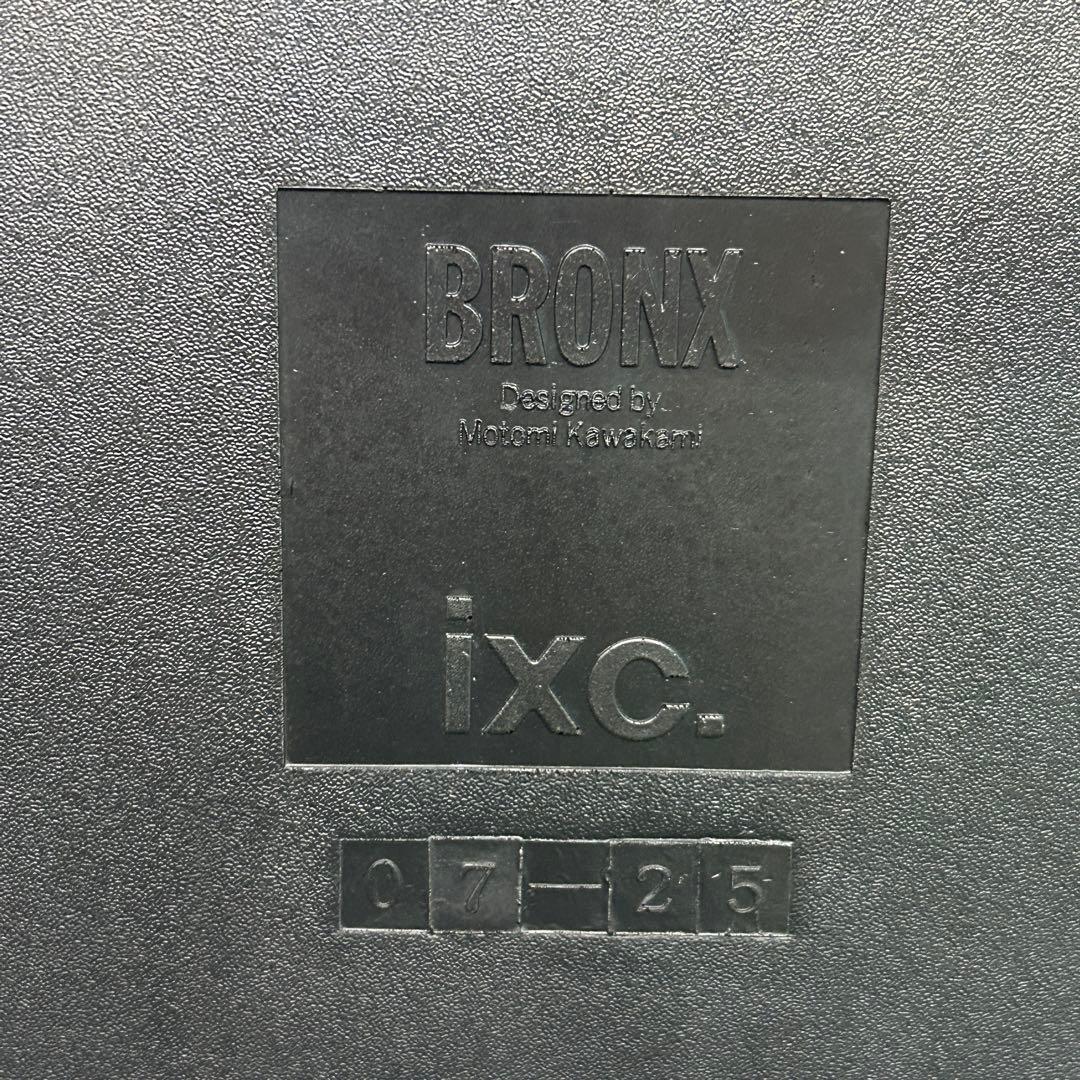 BRONX
Designed by
Motomi Kawakami
ixc.
07-25